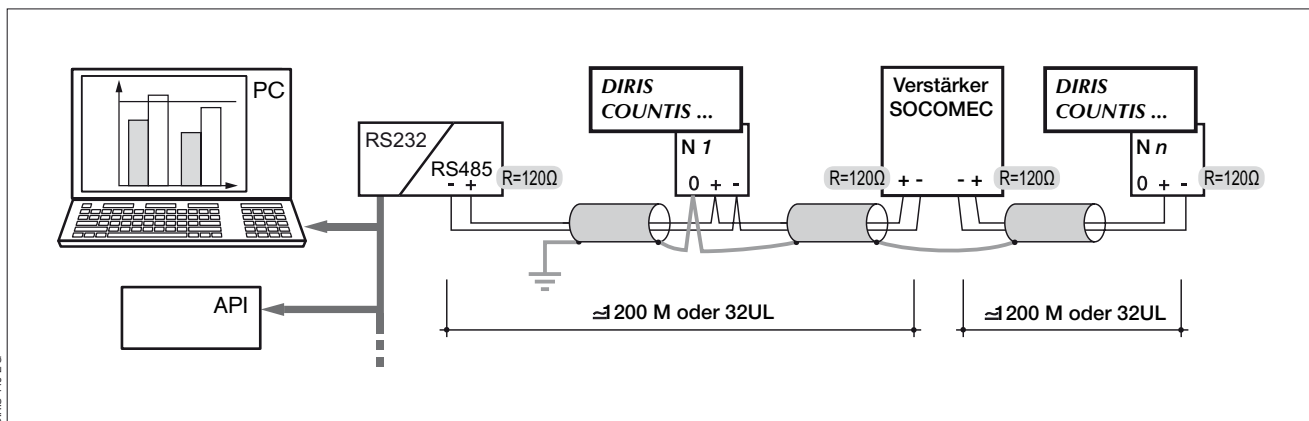 PC
RS232
RS485
- +
R=120Ω
API
DIRIS
COUNTIS ...
N 1
0 + -
Verstärker
SOCOMEC
R=120Ω
+ -
- +
R=120Ω
DIRIS
COUNTIS ...
N n
0 + -
R=120Ω
≃1200 M oder 32UL
≃1200 M oder 32UL